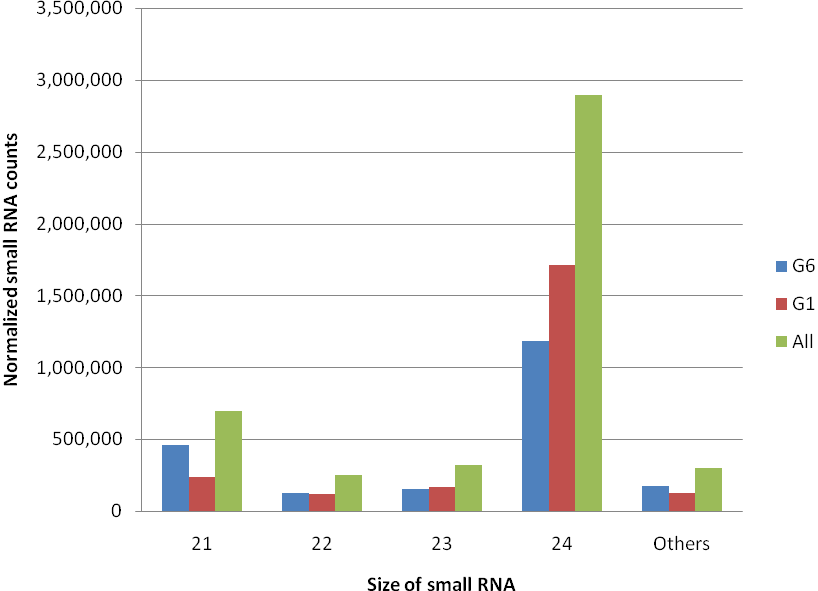 3,500,000
3,000,000
2,500,000
2,000,000
1,500,000
1,000,000
500,000
0
Normalized small RNA counts
21 22 23 24 Others
Size of small RNA
G6
G1
All